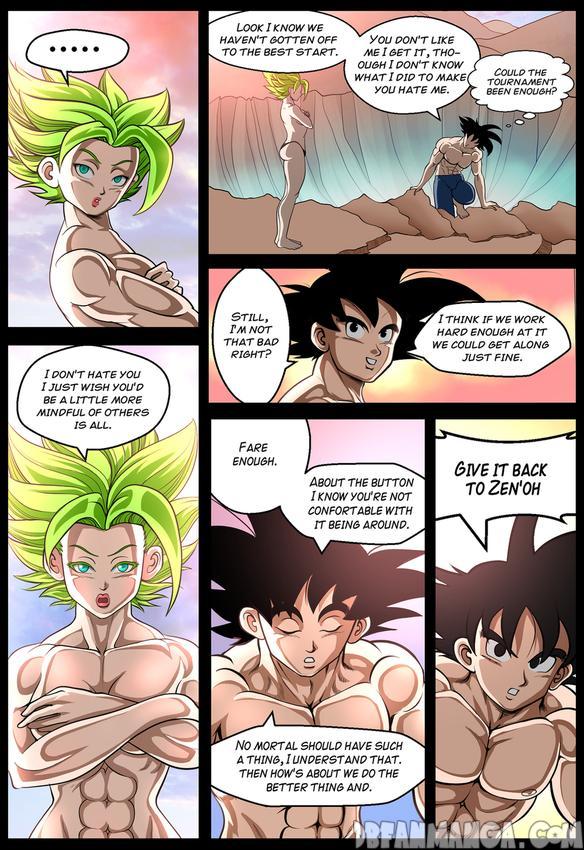 .....
LOOK I KNOW WE
HAVEN'T GOTTEN OFF
TO THE BEST START.
YOU DON'T LIKE
ME I GET IT, THO-
OUGH I DON'T KNOW
WHAT I DID TO MAKE
YOU HATE ME.
COULD THE
TOURNAMENT
BEEN ENOUGH?
STILL,
I'M NOT
THAT BAD
RIGHT?
I THINK IF WE WORK
HARD ENOUGH AT IT
WE COULD GET ALONG
JUST FINE.
I DON'T HATE YOU
I JUST WISH YOU'D
BE A LITTLE MORE
MINDFUL OF OTHERS
IS ALL.
FARE
ENOUGH.
ABOUT THE BUTTON
I KNOW YOU'RE NOT
CONFORTABLE WITH
IT BEING AROUND.
NO MORTAL SHOULD HAVE SUCH
A THING, I UNDERSTAND THAT.
THEN HOW'S ABOUT WE DO THE
BETTER THING AND.
GIVE IT BACK
TO ZEN'OH
DBFANMANGA.COM